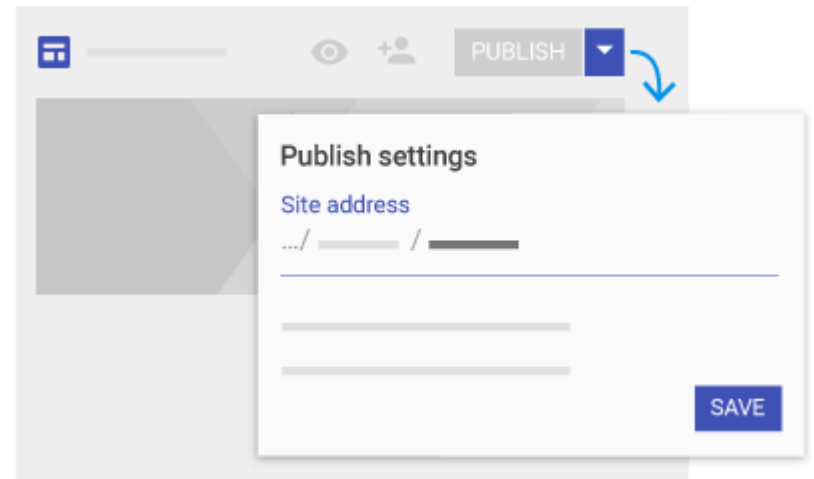 PUBLISH
Publish settings
Site address
.../ /
SAVE